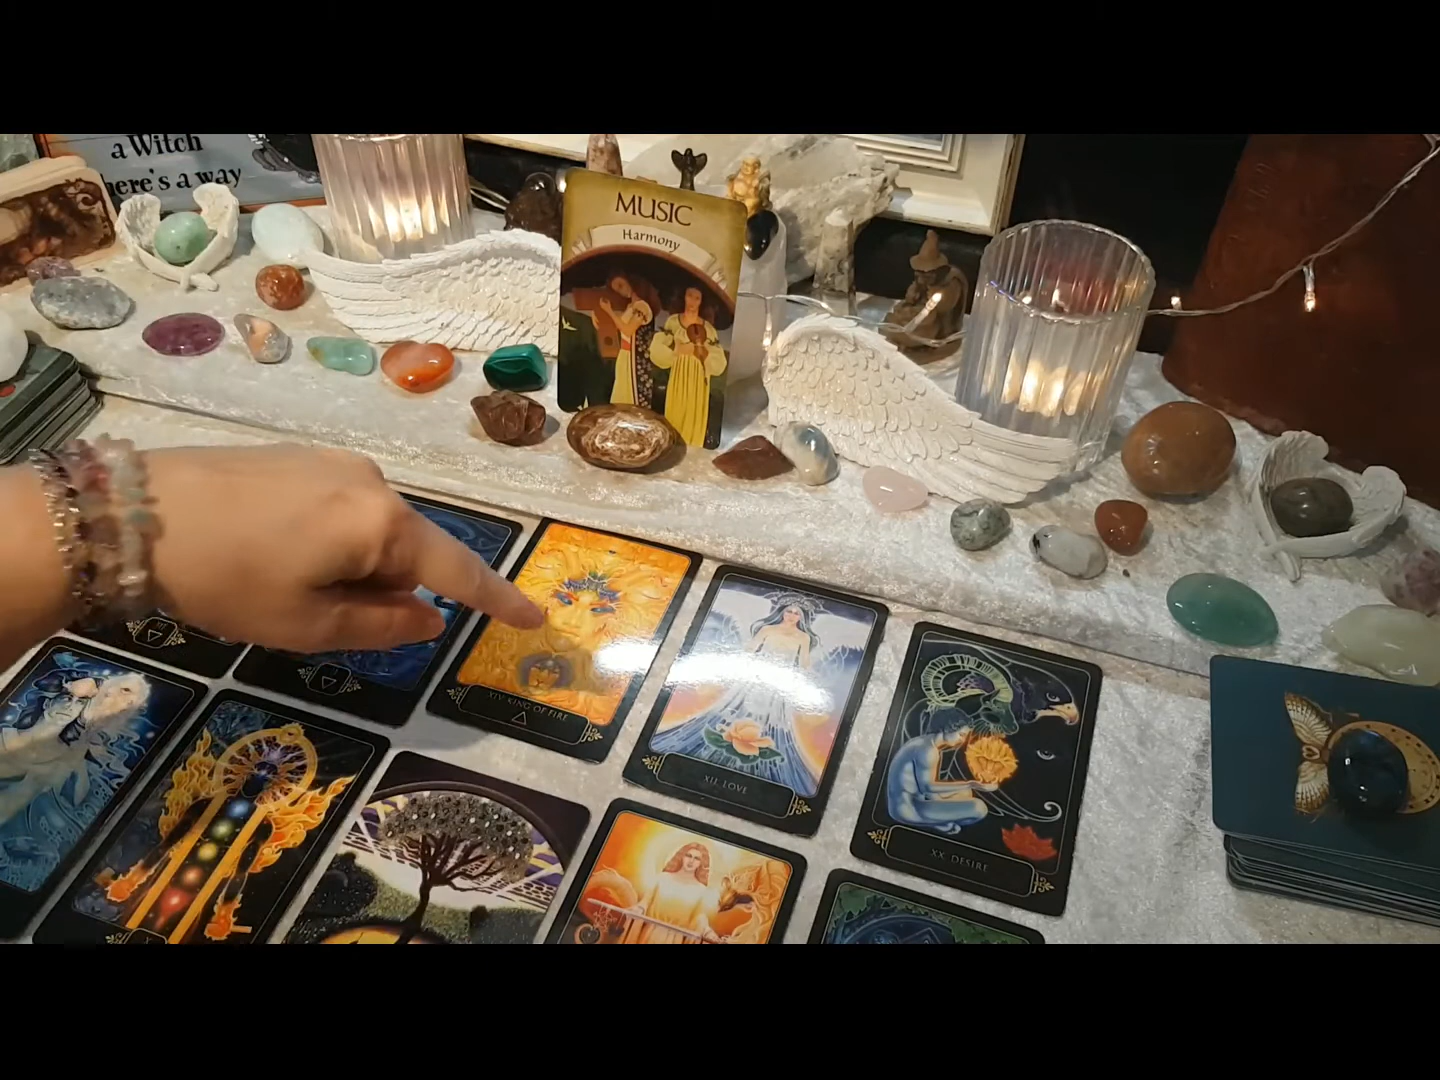 a Witch
here's a way
MUSIC
Harmony
XIV KING OF FIRE
XII LOVE
XX DESIRE